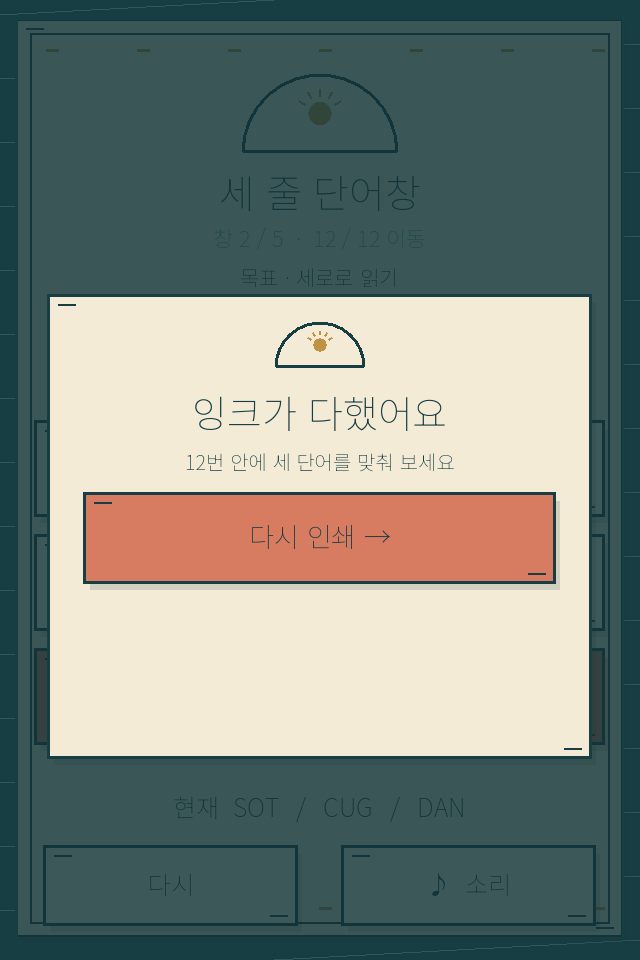 세 줄 단어창
창 2 / 5 · 12 / 12 이동
목표 · 세로로 읽기
잉크가 다했어요
12번 안에 세 단어를 맞춰 보세요
다시 인쇄 →
현재 SOT / CUG / DAN
다시
♪ 소리